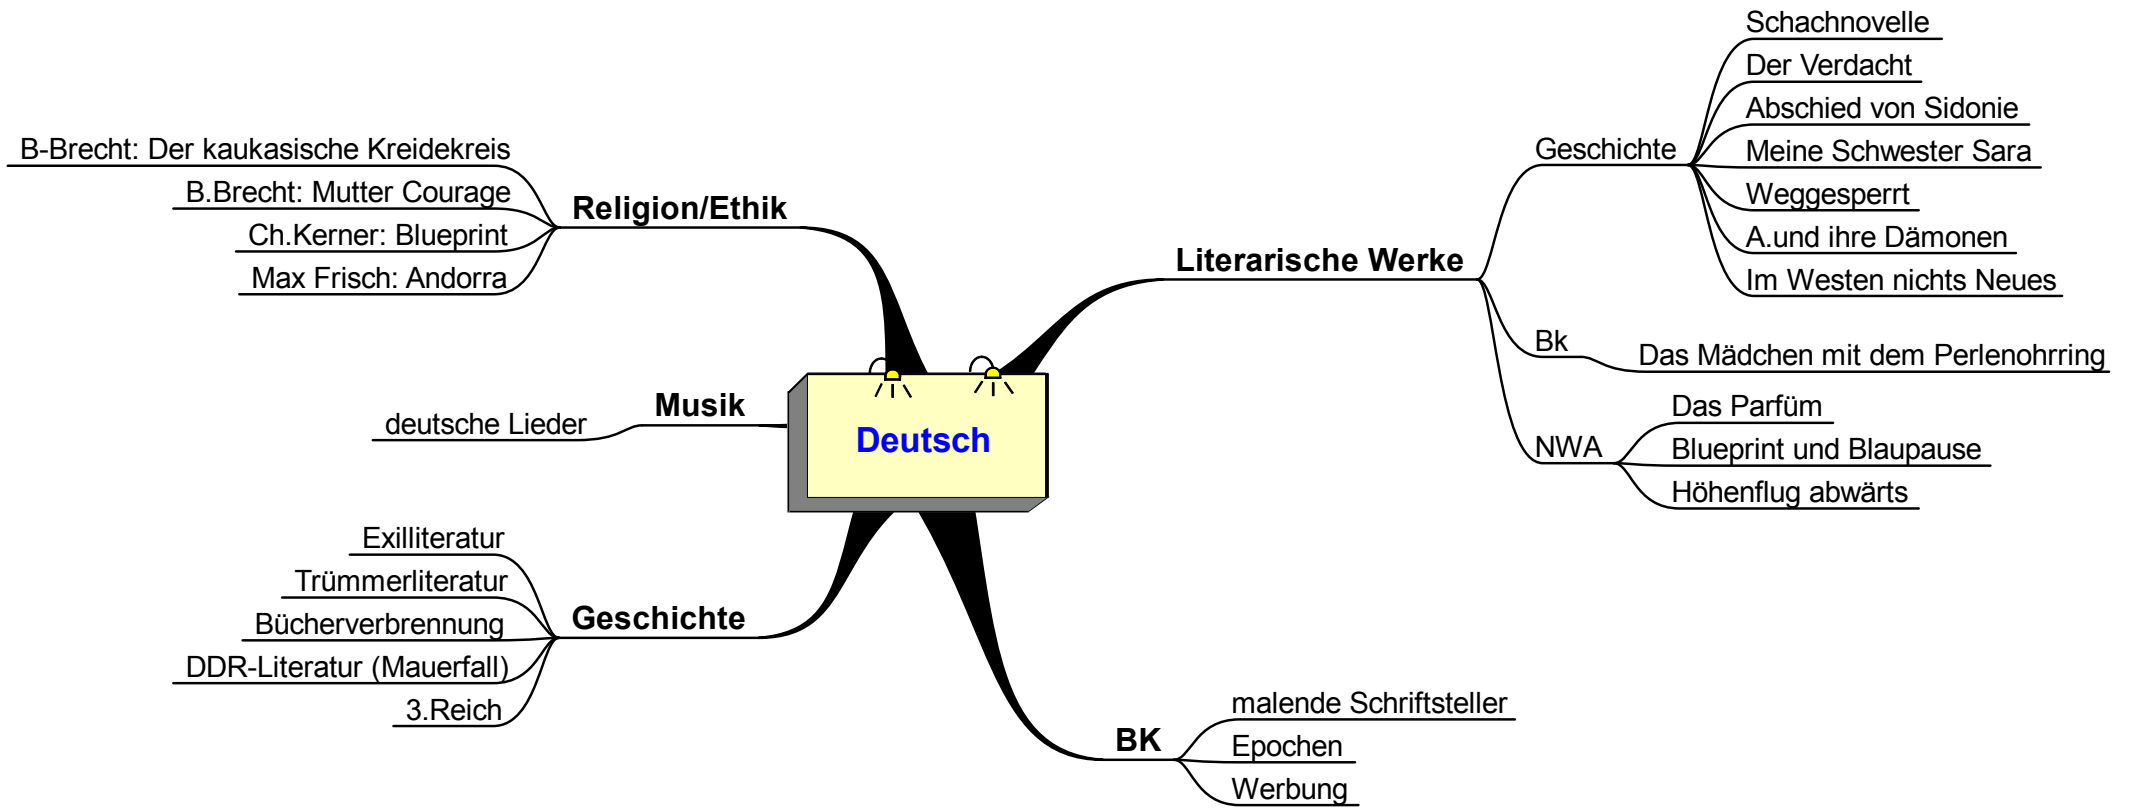 Deutsch
Religion/Ethik
B-Brecht: Der kaukasische Kreidekreis
B.Brecht: Mutter Courage
Ch.Kerner: Blueprint
Max Frisch: Andorra
Musik
deutsche Lieder
Geschichte
Exilliteratur
Trümmerliteratur
Bücherverbrennung
DDR-Literatur (Mauerfall)
3.Reich
Literarische Werke
Geschichte
Schachnovelle
Der Verdacht
Abschied von Sidonie
Meine Schwester Sara
Weggesperrt
A.und ihre Dämonen
Im Westen nichts Neues
Bk
Das Mädchen mit dem Perlenohrring
NWA
Das Parfüm
Blueprint und Blaupause
Höhenflug abwärts
BK
malende Schriftsteller
Epochen
Werbung